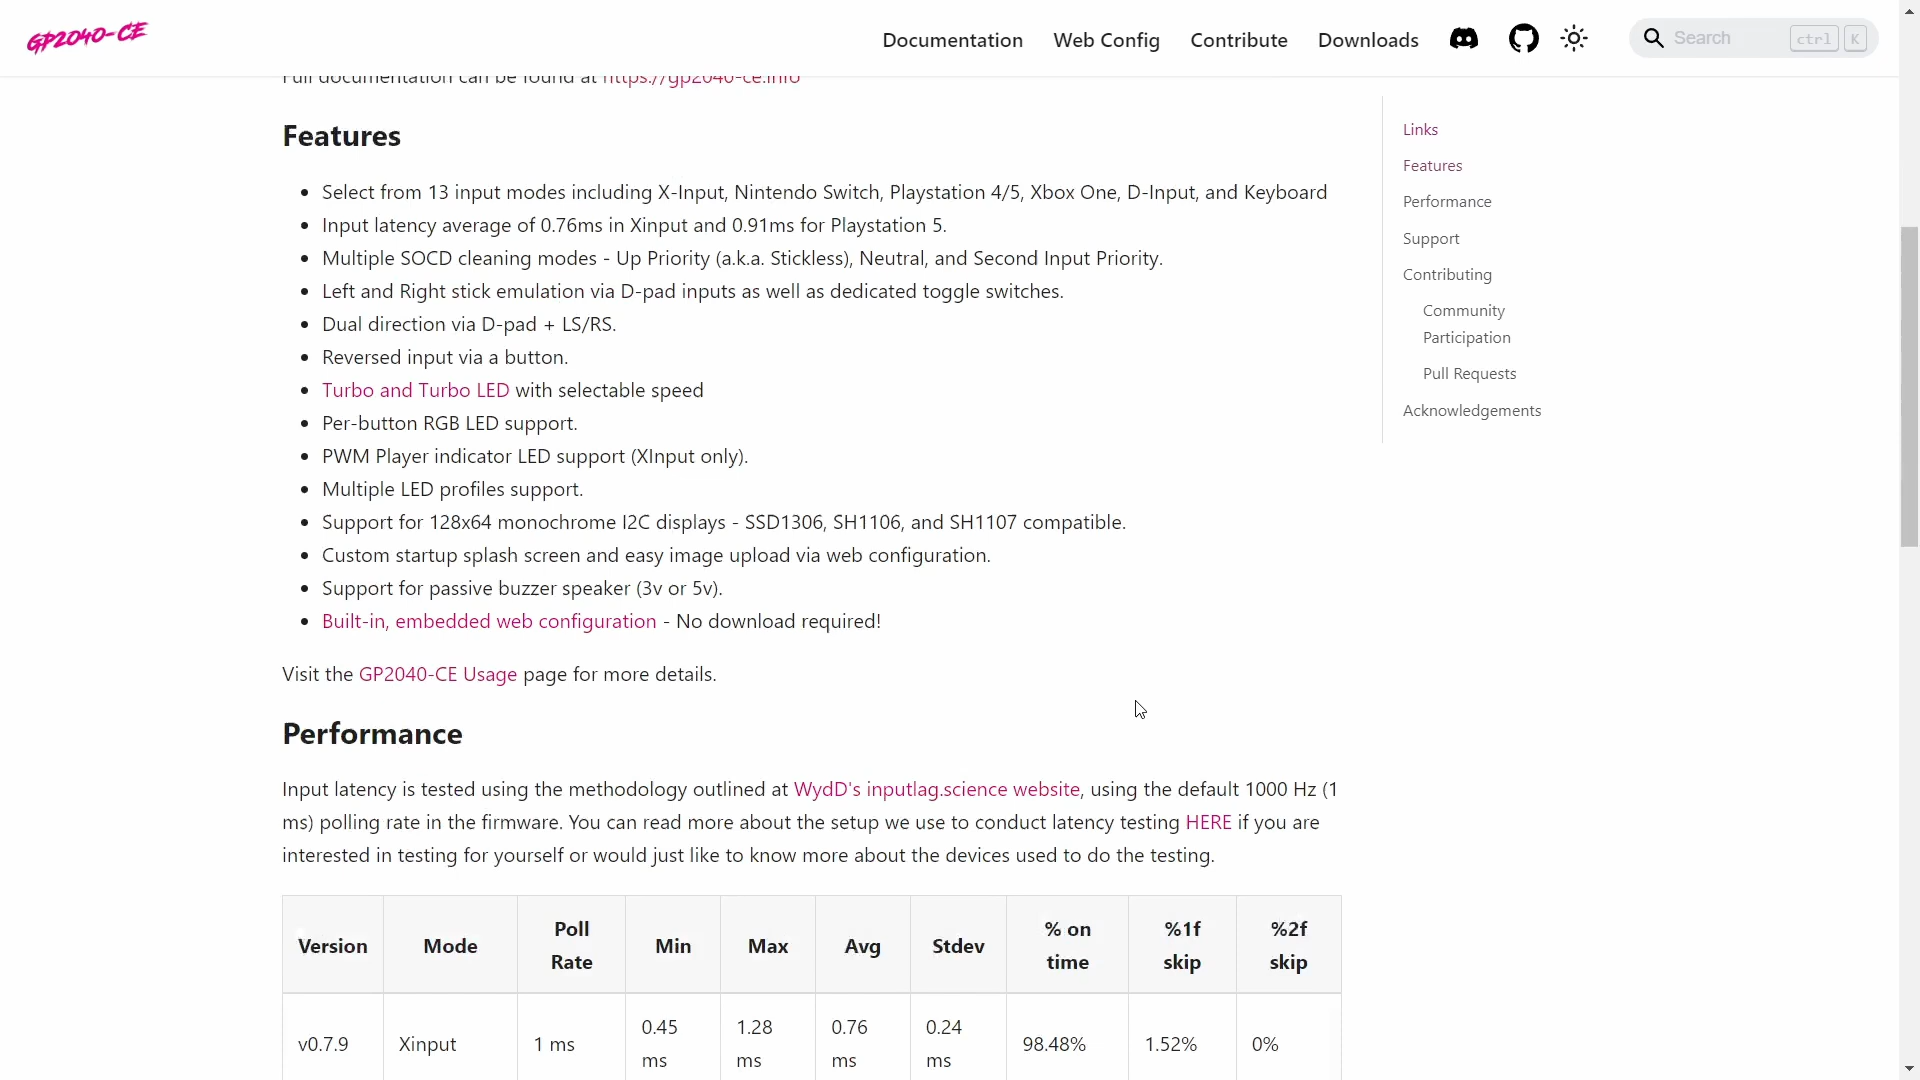 GP2040-CE
Documentation
Web Config
Contribute
Downloads
Search
ctrl
K
Full documentation can be found at https://gp2040-ce.info
Features
Select from 13 input modes including X-Input, Nintendo Switch, Playstation 4/5, Xbox One, D-Input, and Keyboard
Input latency average of 0.76ms in Xinput and 0.91ms for Playstation 5.
Multiple SOCD cleaning modes - Up Priority (a.k.a. Stickless), Neutral, and Second Input Priority.
Left and Right stick emulation via D-pad inputs as well as dedicated toggle switches.
Dual direction via D-pad + LS/RS.
Reversed input via a button.
Turbo and Turbo LED with selectable speed
Per-button RGB LED support.
PWM Player indicator LED support (XInput only).
Multiple LED profiles support.
Support for 128x64 monochrome I2C displays - SSD1306, SH1106, and SH1107 compatible.
Custom startup splash screen and easy image upload via web configuration.
Support for passive buzzer speaker (3v or 5v).
Built-in, embedded web configuration - No download required!
Visit the GP2040-CE Usage page for more details.
Performance
Input latency is tested using the methodology outlined at WydD's inputlag.science website, using the default 1000 Hz (1
ms) polling rate in the firmware. You can read more about the setup we use to conduct latency testing HERE if you are
interested in testing for yourself or would just like to know more about the devices used to do the testing.
Version
Mode
Poll
Rate
Min
Max
Avg
Stdev
% on
time
%1f
skip
%2f
skip
v0.7.9
Xinput
1 ms
0.45
ms
1.28
ms
0.76
ms
0.24
ms
98.48%
1.52%
0%
Links
Features
Performance
Support
Contributing
Community
Participation
Pull Requests
Acknowledgements